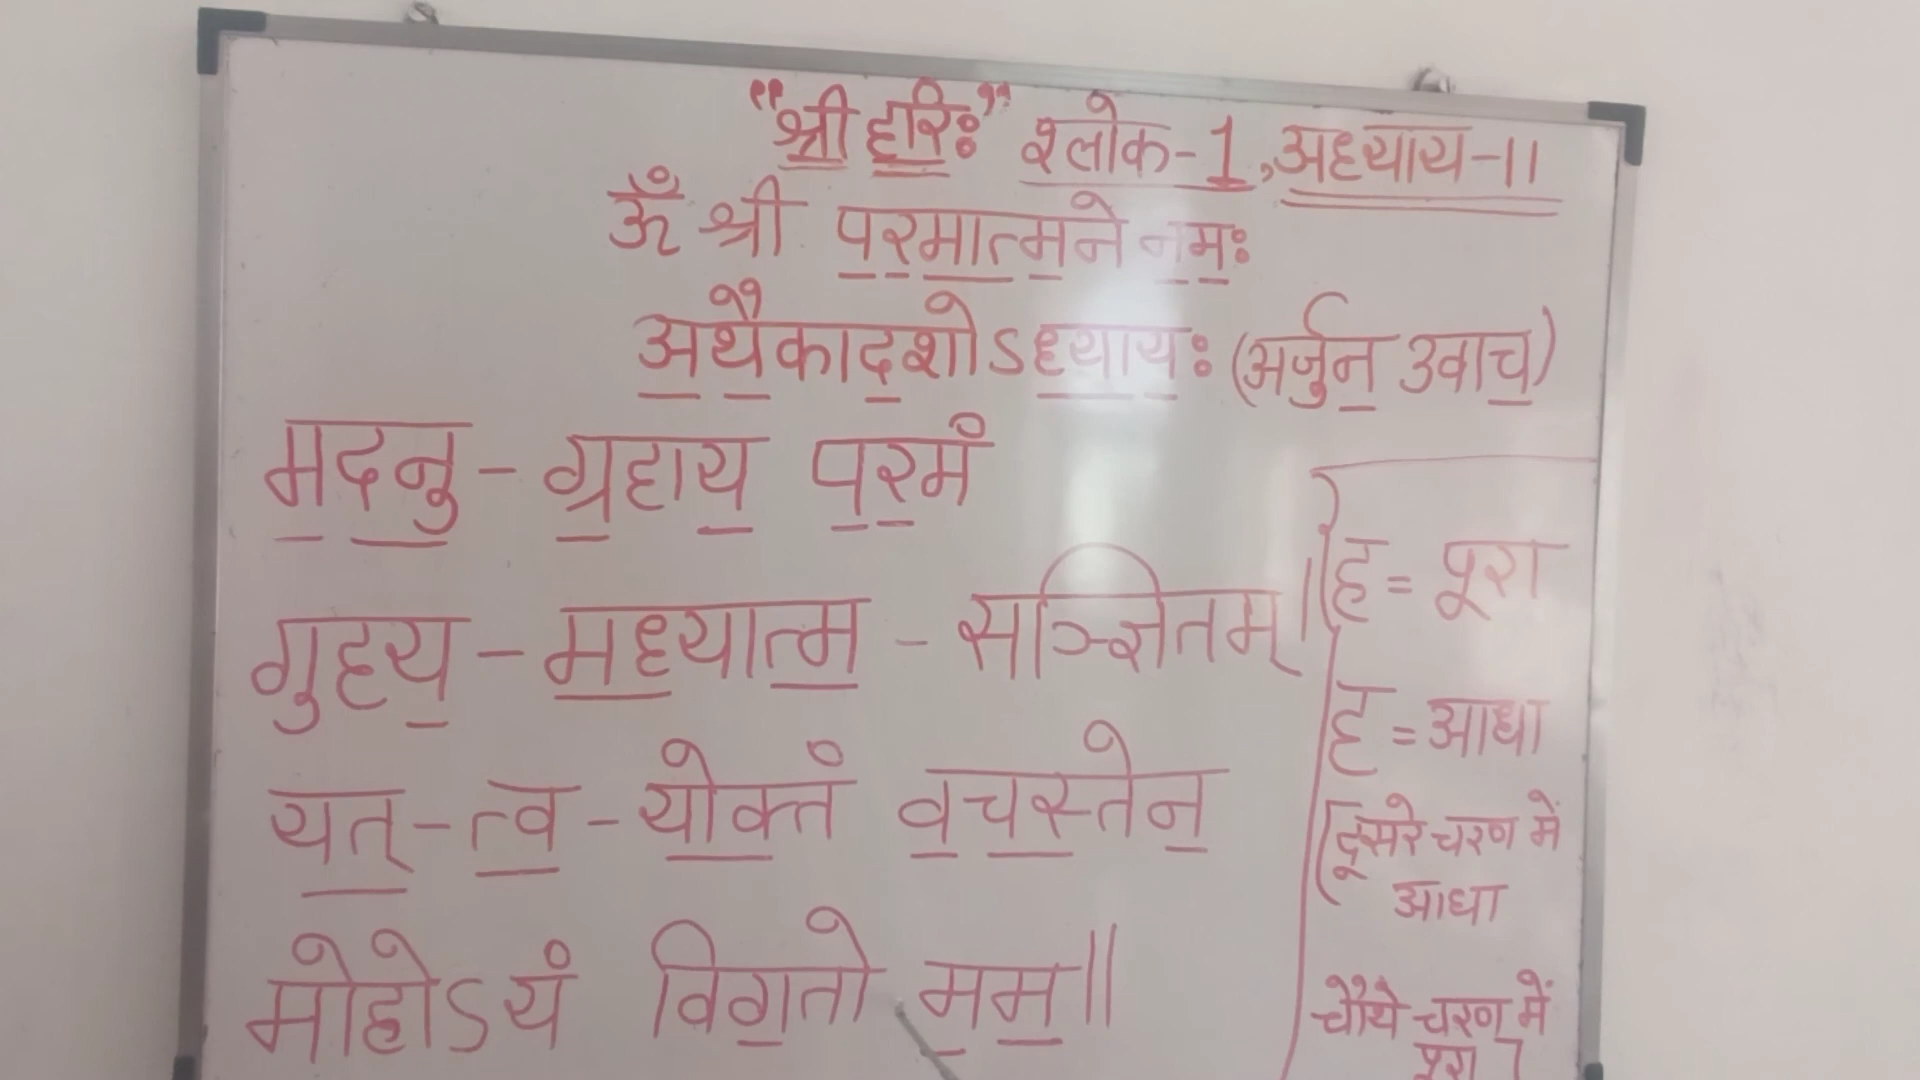 "श्री हरिः" श्लोक-1, अध्याय-11
ॐ श्री परमात्मने नमः
अथैकादशोऽध्यायः (अर्जुन उवाच)
मदनु-ग्रहाय परमं
गुह्य-मध्यात्म-सञ्ज्ञितम्।
यत्-त्व-योक्तं वचस्तेन
मोहोऽयं विगतो मम॥
ह = पूरा
ह = आधा
(दूसरे चरण में
आधा
चौथे चरण में
पूरा